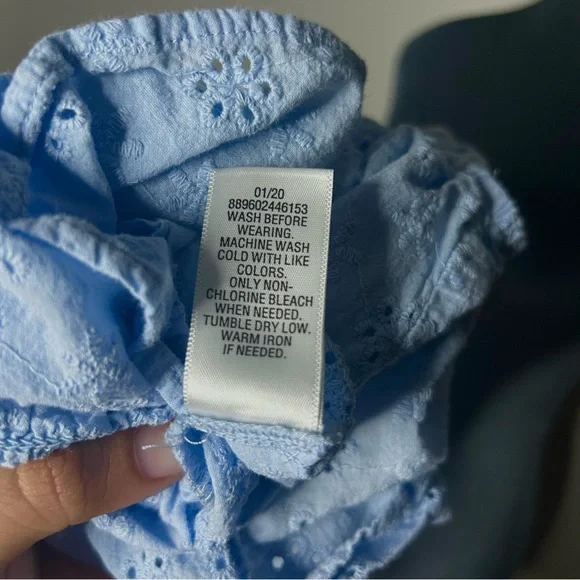 01/20
889602446153
WASH BEFORE
WEARING.
MACHINE WASH
COLD WITH LIKE
COLORS.
ONLY NON-
CHLORINE BLEACH
WHEN NEEDED.
TUMBLE DRY LOW.
WARM IRON
IF NEEDED.